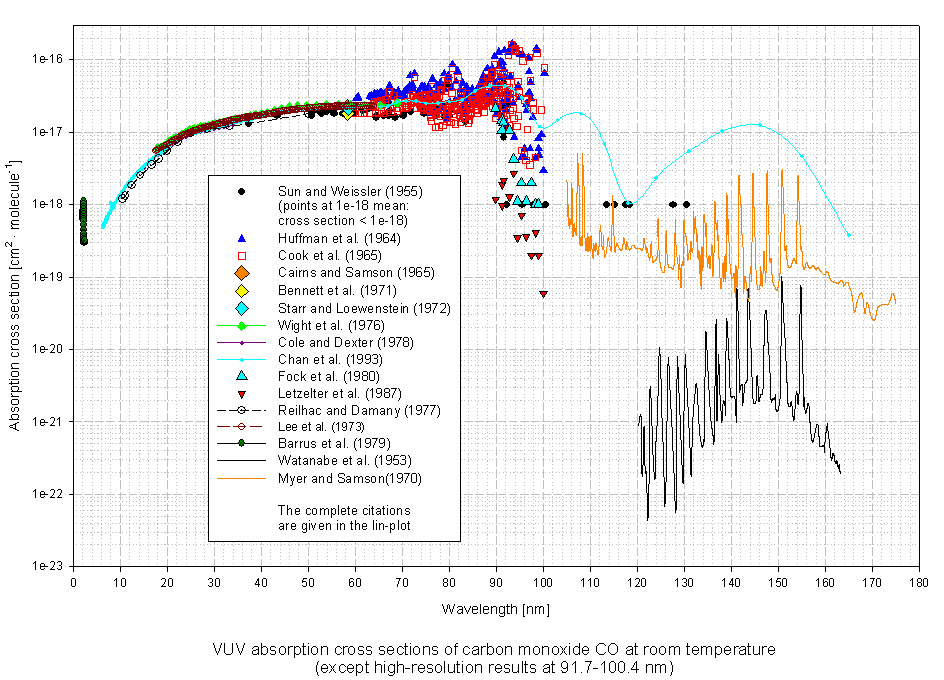 1e-16
1e-17
1e-18
1e-19
1e-20
1e-21
1e-22
1e-23
Absorption cross section [cm² · molecule⁻¹]
Sun and Weissler (1955)
(points at 1e-18 mean:
cross section < 1e-18)
Huffman et al. (1964)
Cook et al. (1965)
Cairns and Samson (1965)
Bennett et al. (1971)
Starr and Loewenstein (1972)
Wight et al. (1976)
Cole and Dexter (1978)
Chan et al. (1993)
Fock et al. (1980)
Letzelter et al. (1987)
Reilhac and Damany (1977)
Lee et al. (1973)
Barrus et al. (1979)
Watanabe et al. (1953)
Myer and Samson(1970)
The complete citations
are given in the lin-plot
0 10 20 30 40 50 60 70 80 90 100 110 120 130 140 150 160 170 180
Wavelength [nm]
VUV absorption cross sections of carbon monoxide CO at room temperature
(except high-resolution results at 91.7-100.4 nm)